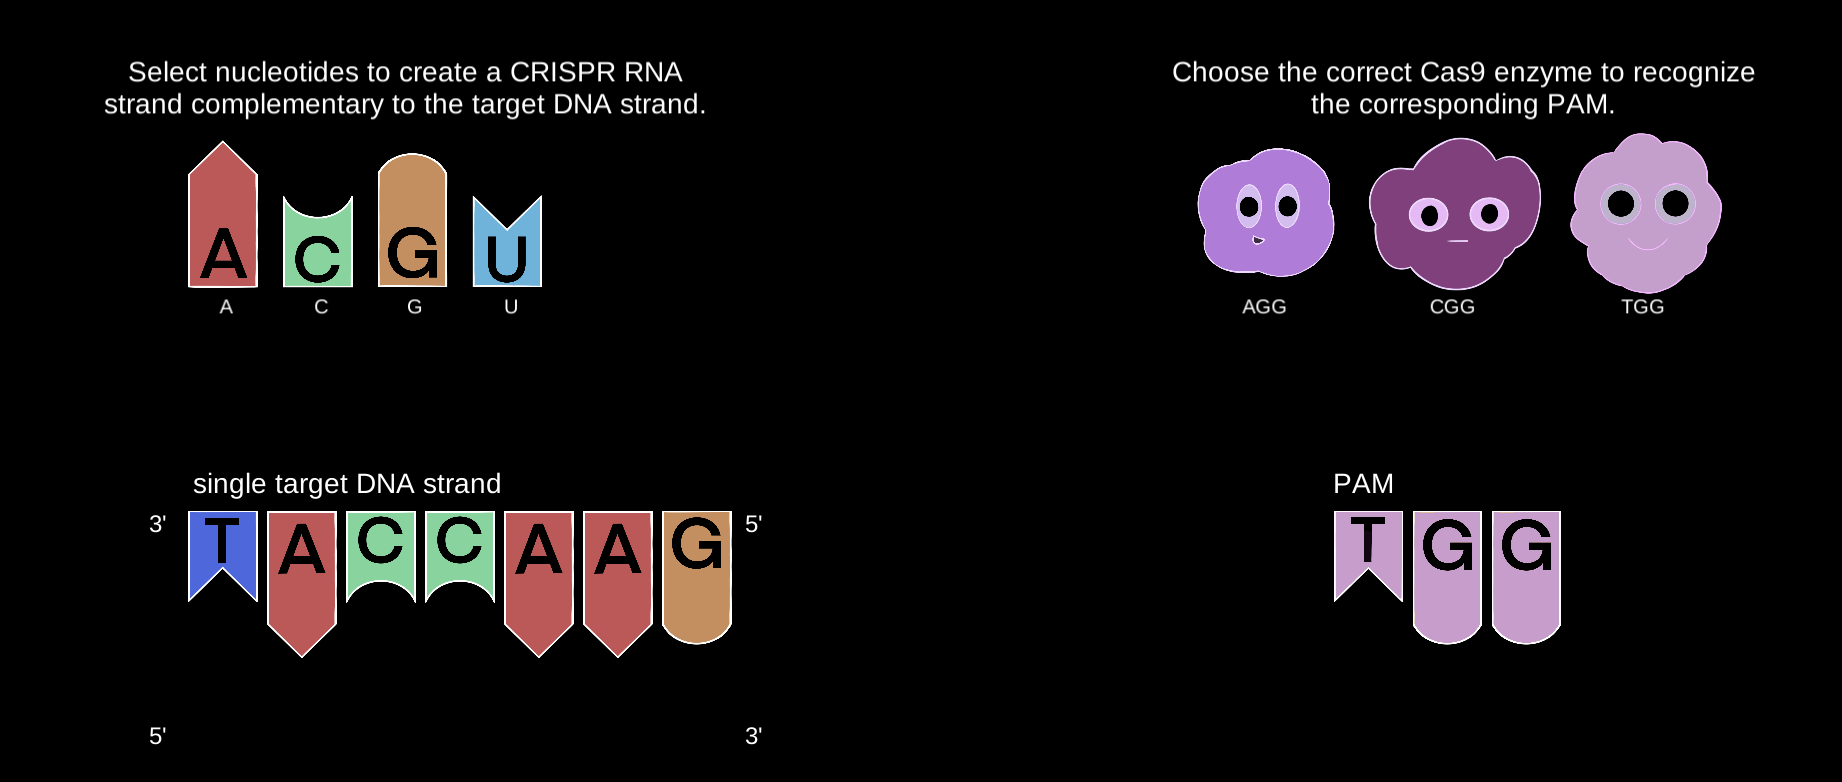 Select nucleotides to create a CRISPR RNA
strand complementary to the target DNA strand.
A C G U
A C G U
Choose the correct Cas9 enzyme to recognize
the corresponding PAM.
AGG CGG TGG
single target DNA strand
3' T A C C A A G 5'
5' 3'
PAM
T G G